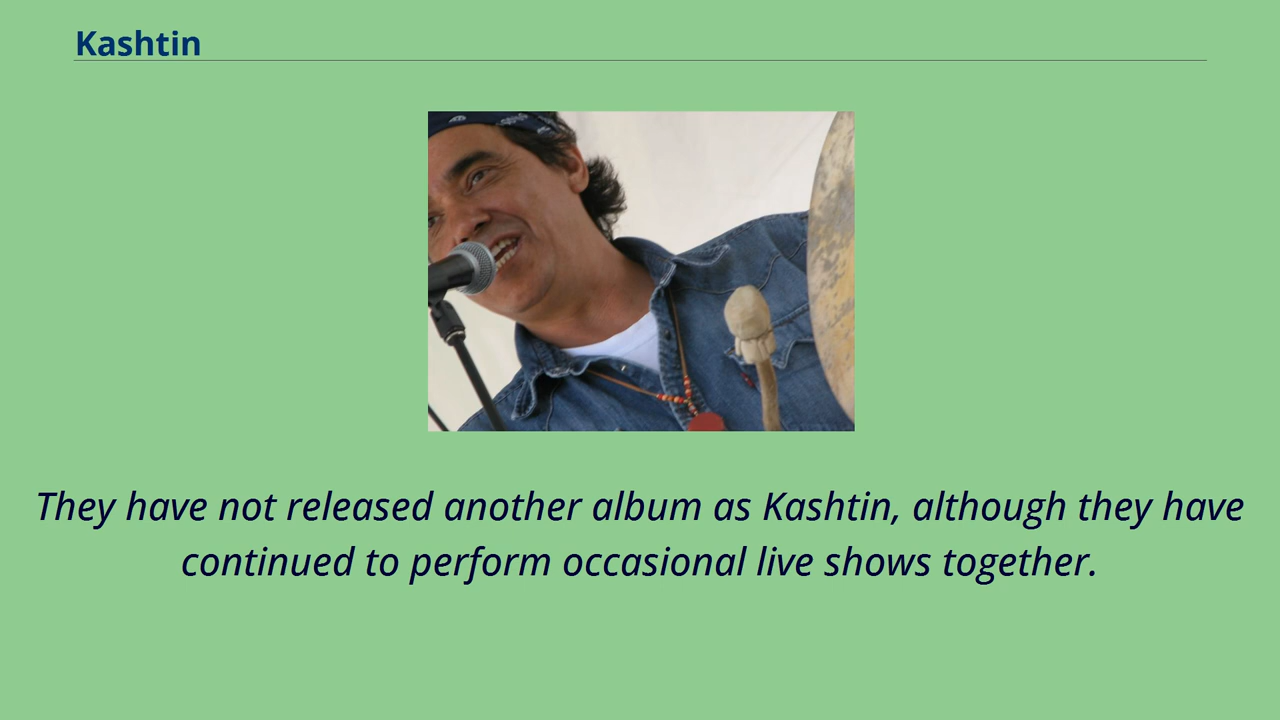 Kashtin
They have not released another album as Kashtin, although they have
continued to perform occasional live shows together.